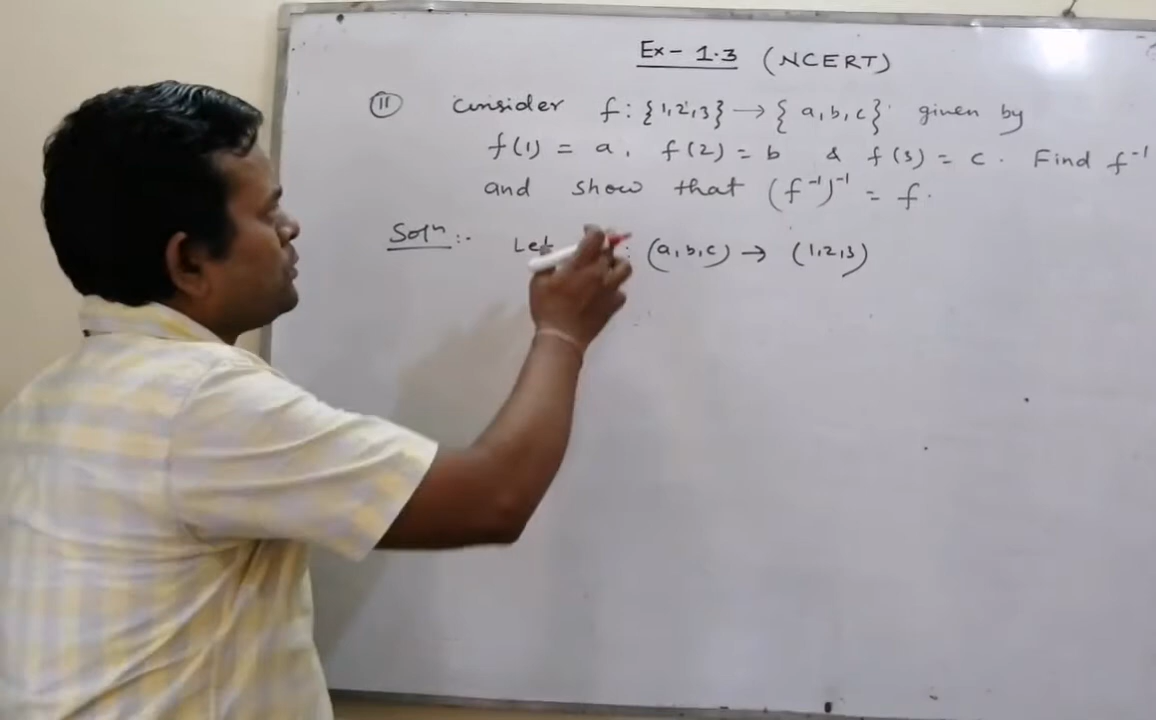 Ex- 1.3 (NCERT)
(11) Consider f: {1,2,3} → {a,b,c} given by
f(1) = a, f(2) = b & f(3) = c. Find f⁻¹
and show that (f⁻¹)⁻¹ = f.
Solⁿ:- Let : (a,b,c) → (1,2,3)